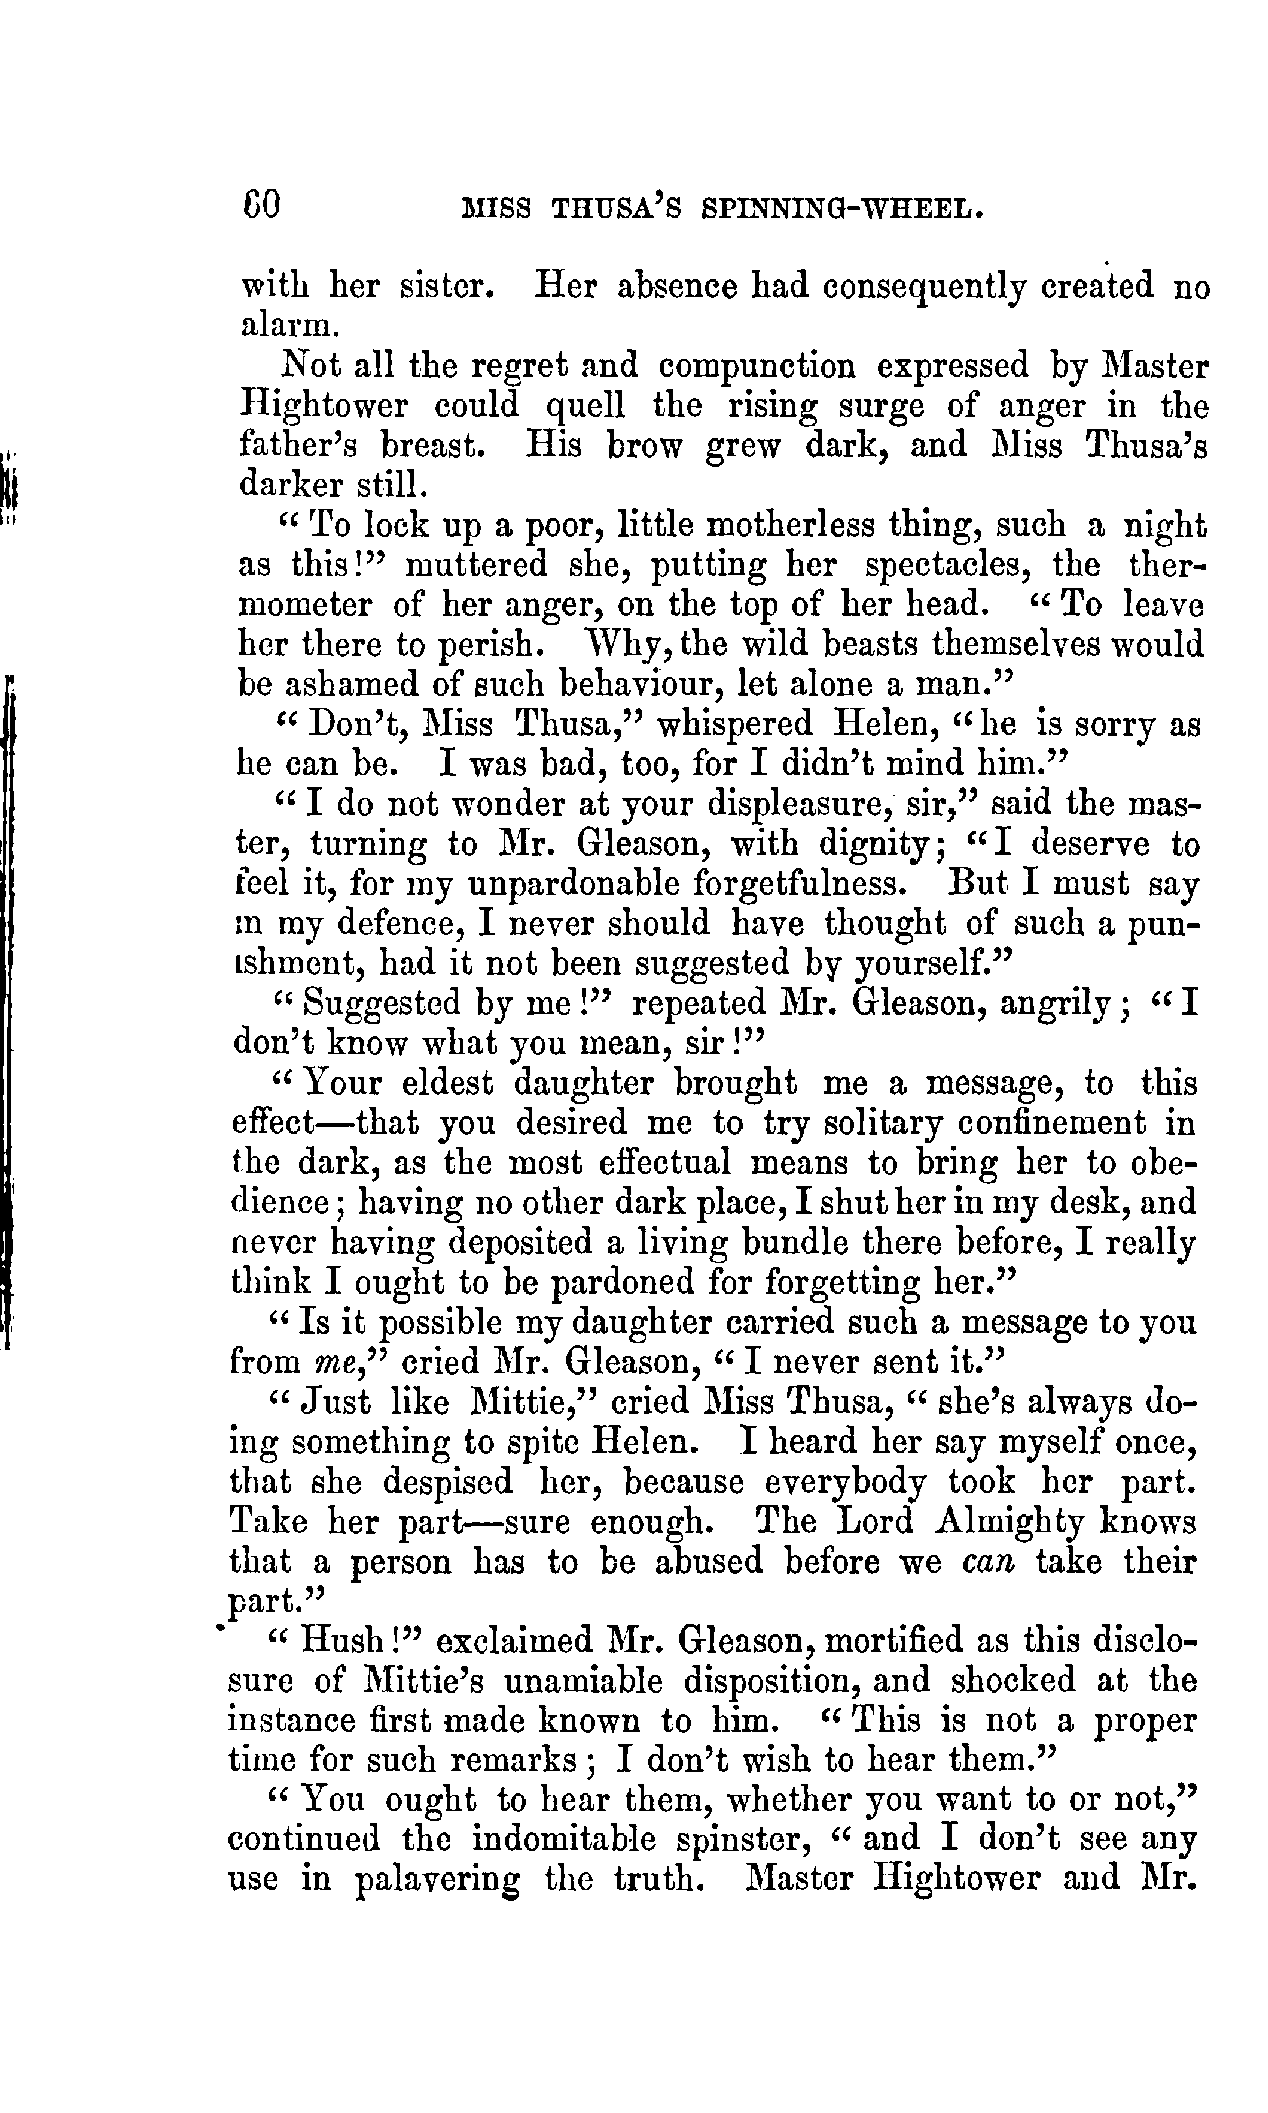 60 MISS THUSA'S SPINNING-WHEEL.
with her sister. Her absence had consequently created no
alarm.
Not all the regret and compunction expressed by Master
Hightower could quell the rising surge of anger in the
father's breast. His brow grew dark, and Miss Thusa's
darker still.
"To lock up a poor, little motherless thing, such a night
as this!" muttered she, putting her spectacles, the ther-
mometer of her anger, on the top of her head. "To leave
her there to perish. Why, the wild beasts themselves would
be ashamed of such behaviour, let alone a man."
"Don't, Miss Thusa," whispered Helen, "he is sorry as
he can be. I was bad, too, for I didn't mind him."
"I do not wonder at your displeasure, sir," said the mas-
ter, turning to Mr. Gleason, with dignity; "I deserve to
feel it, for my unpardonable forgetfulness. But I must say
in my defence, I never should have thought of such a pun-
ishment, had it not been suggested by yourself."
"Suggested by me!" repeated Mr. Gleason, angrily; "I
don't know what you mean, sir!"
"Your eldest daughter brought me a message, to this
effect—that you desired me to try solitary confinement in
the dark, as the most effectual means to bring her to obe-
dience; having no other dark place, I shut her in my desk, and
never having deposited a living bundle there before, I really
think I ought to be pardoned for forgetting her."
"Is it possible my daughter carried such a message to you
from me," cried Mr. Gleason, "I never sent it."
"Just like Mittie," cried Miss Thusa, "she's always do-
ing something to spite Helen. I heard her say myself once,
that she despised her, because everybody took her part.
Take her part—sure enough. The Lord Almighty knows
that a person has to be abused before we can take their
part."
"Hush!" exclaimed Mr. Gleason, mortified as this disclo-
sure of Mittie's unamiable disposition, and shocked at the
instance first made known to him. "This is not a proper
time for such remarks; I don't wish to hear them."
"You ought to hear them, whether you want to or not,"
continued the indomitable spinster, "and I don't see any
use in palavering the truth. Master Hightower and Mr.